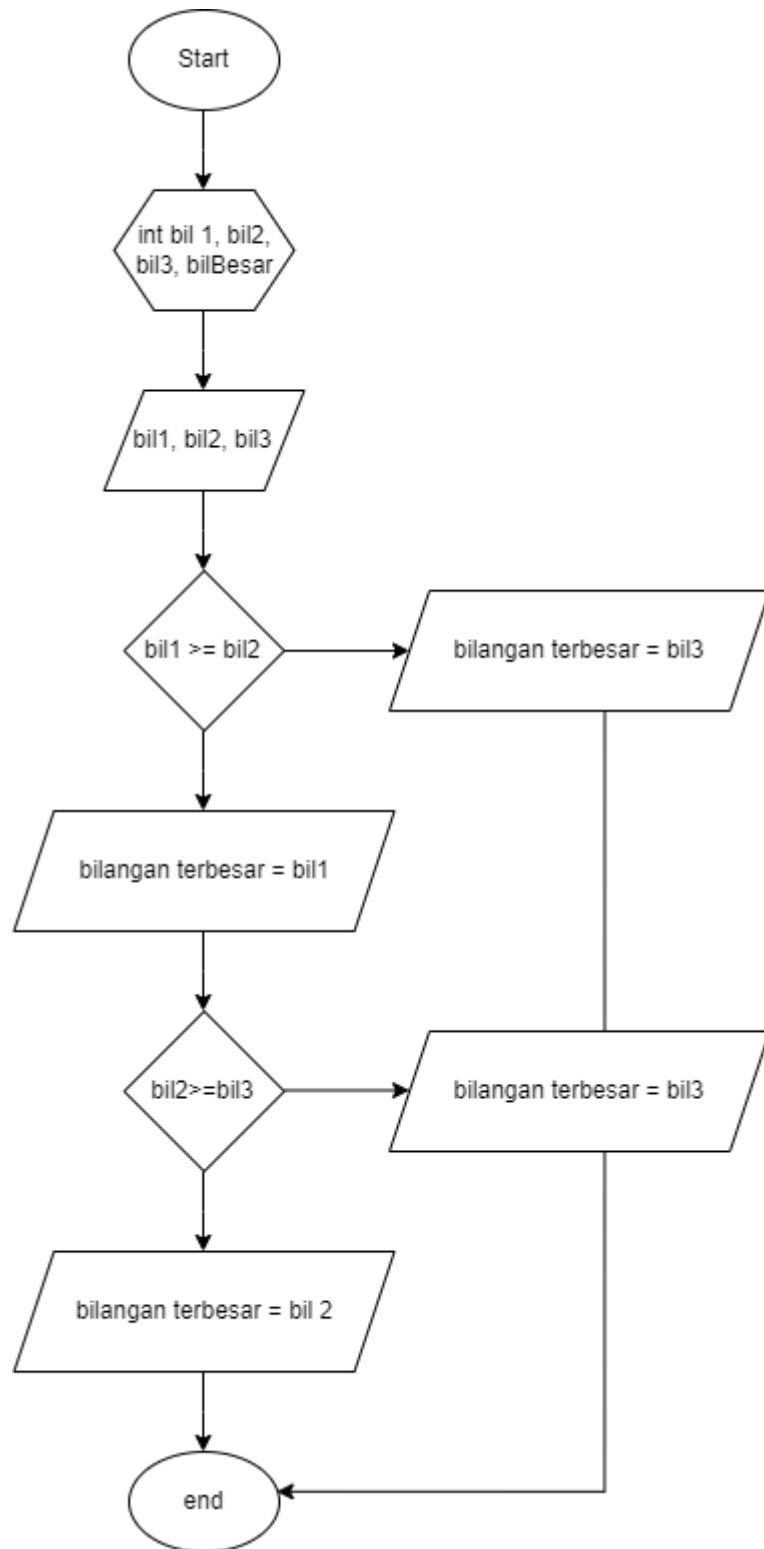 Start
int bil 1, bil2,
bil3, bilBesar
bil1, bil2, bil3
bil1 >= bil2
bilangan terbesar = bil3
bilangan terbesar = bil1
bil2>=bil3
bilangan terbesar = bil3
bilangan terbesar = bil 2
end